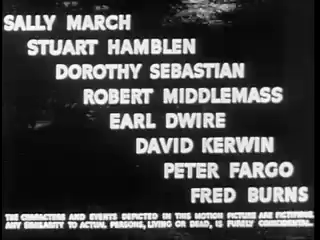 SALLY MARCH
STUART HAMBLEN
DOROTHY SEBASTIAN
ROBERT MIDDLEMASS
EARL DWIRE
DAVID KERWIN
PETER FARGO
FRED BURNS
THE CHARACTERS AND EVENTS DEPICTED IN THIS MOTION PICTURE ARE FICTITIOUS.
ANY SIMILARITY TO ACTUAL PERSONS, LIVING OR DEAD, IS PURELY COINCIDENTAL.